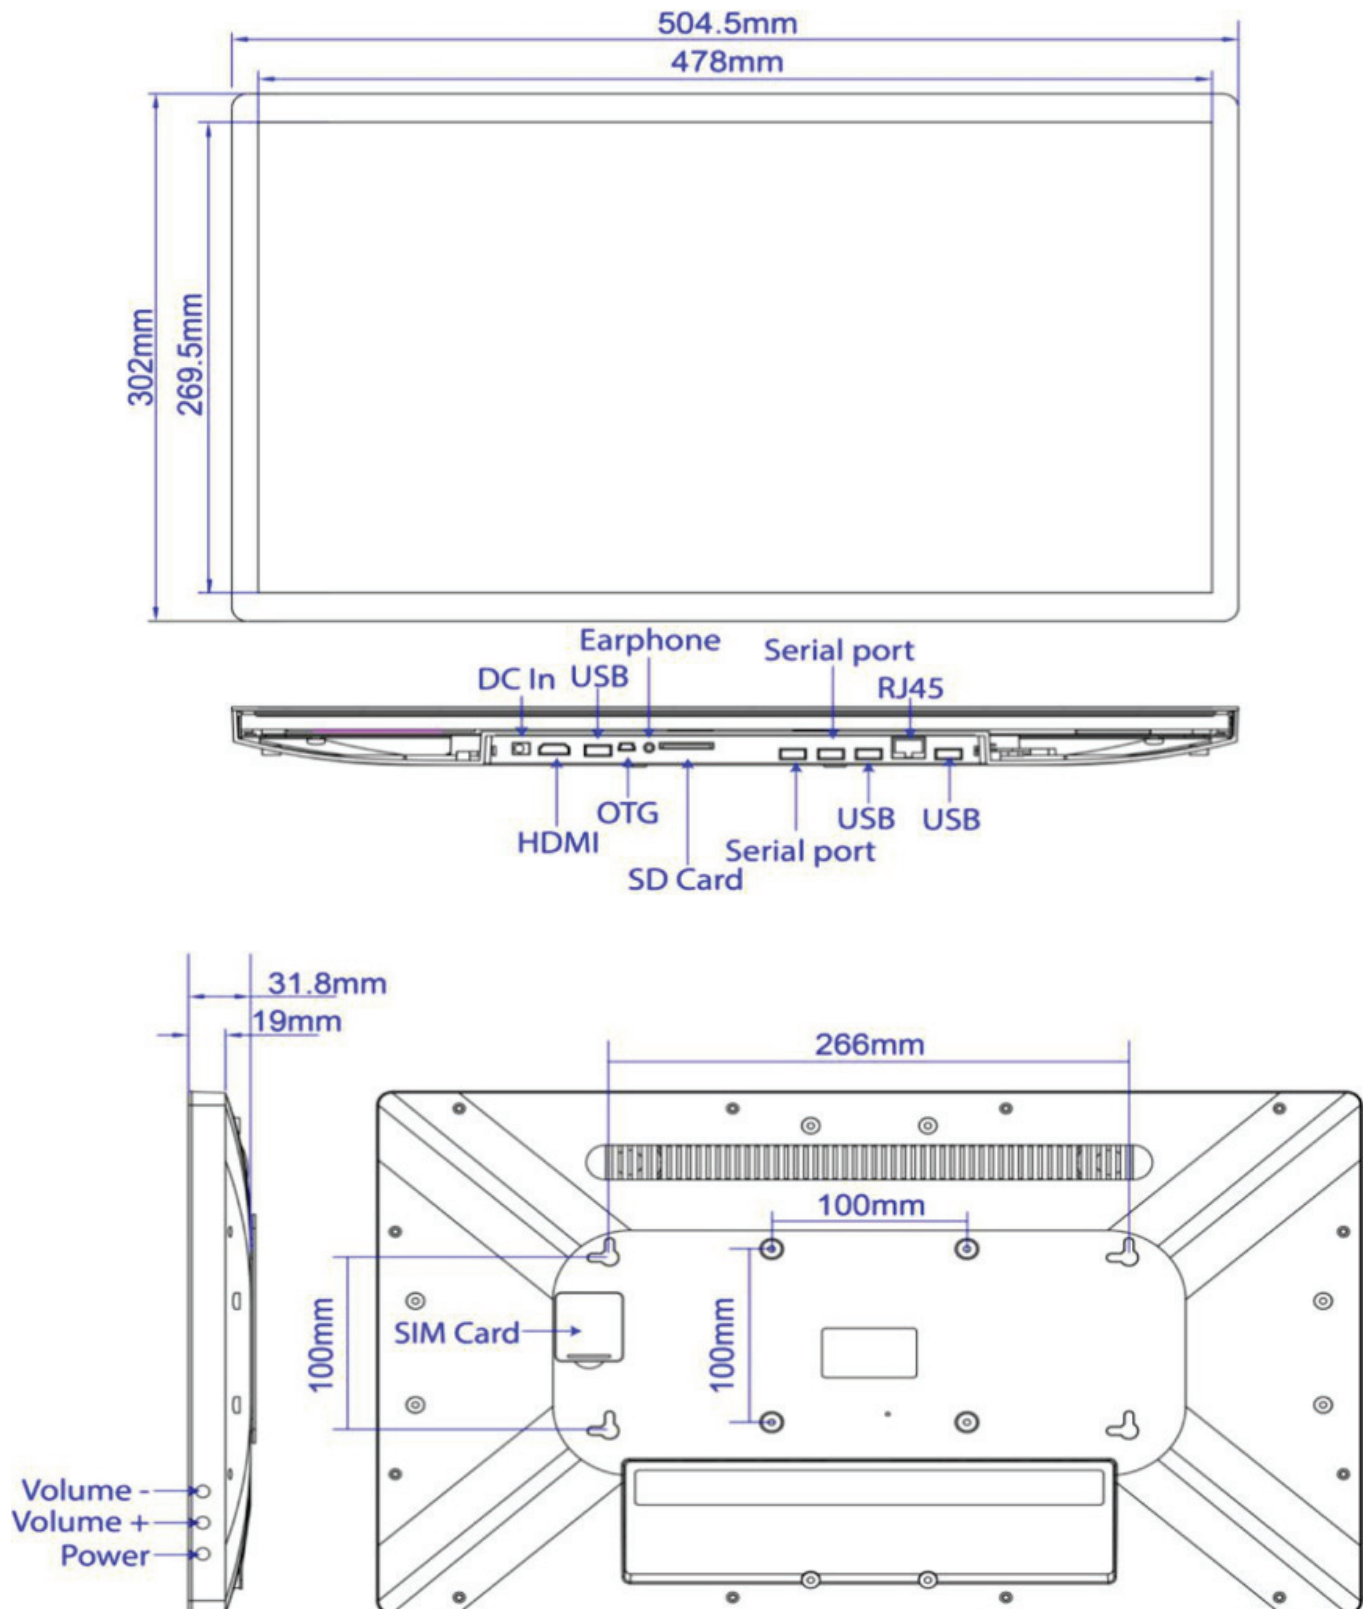 504.5mm
478mm
302mm
269.5mm
Earphone
Serial port
DC In
USB
RJ45
OTG
USB
USB
HDMI
Serial port
SD Card
31.8mm
19mm
266mm
100mm
100mm
100mm
SIM Card
Volume -
Volume +
Power